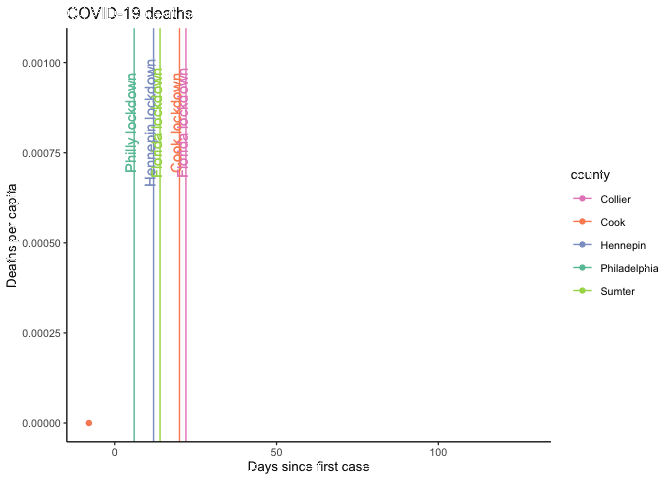 COVID-19 deaths
0.00100
0.00075
0.00050
0.00025
0.00000
Deaths per capita
Philly lockdown
Hennepin lockdown
Florida lockdown
Cook lockdown
Florida lockdown
0
50
100
Days since first case
county
Collier
Cook
Hennepin
Philadelphia
Sumter